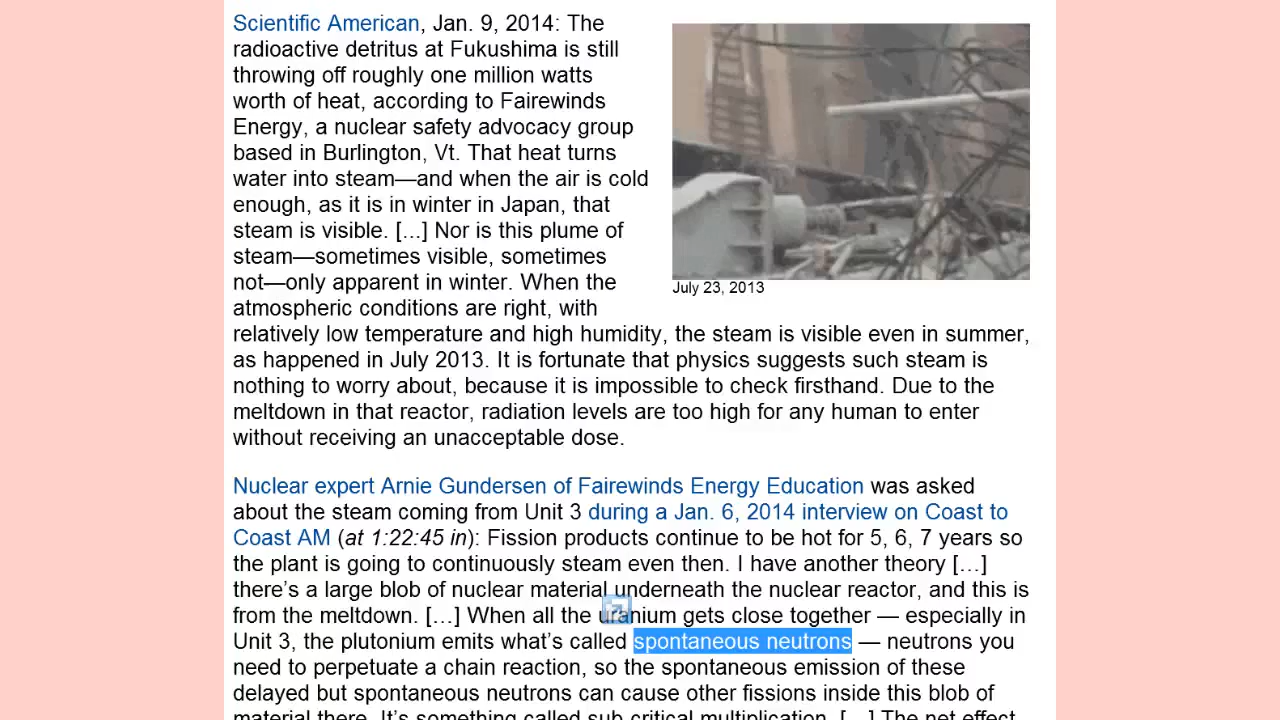 Scientific American, Jan. 9, 2014: The
radioactive detritus at Fukushima is still
throwing off roughly one million watts
worth of heat, according to Fairewinds
Energy, a nuclear safety advocacy group
based in Burlington, Vt. That heat turns
water into steam—and when the air is cold
enough, as it is in winter in Japan, that
steam is visible. [...] Nor is this plume of
steam—sometimes visible, sometimes
not—only apparent in winter. When the
atmospheric conditions are right, with
relatively low temperature and high humidity, the steam is visible even in summer,
as happened in July 2013. It is fortunate that physics suggests such steam is
nothing to worry about, because it is impossible to check firsthand. Due to the
meltdown in that reactor, radiation levels are too high for any human to enter
without receiving an unacceptable dose.
July 23, 2013
Nuclear expert Arnie Gundersen of Fairewinds Energy Education was asked
about the steam coming from Unit 3 during a Jan. 6, 2014 interview on Coast to
Coast AM (at 1:22:45 in): Fission products continue to be hot for 5, 6, 7 years so
the plant is going to continuously steam even then. I have another theory [...]
there's a large blob of nuclear material underneath the nuclear reactor, and this is
from the meltdown. [...] When all the uranium gets close together — especially in
Unit 3, the plutonium emits what's called spontaneous neutrons — neutrons you
need to perpetuate a chain reaction, so the spontaneous emission of these
delayed but spontaneous neutrons can cause other fissions inside this blob of
material there. It's something called sub-critical multiplication. [...] The net effect